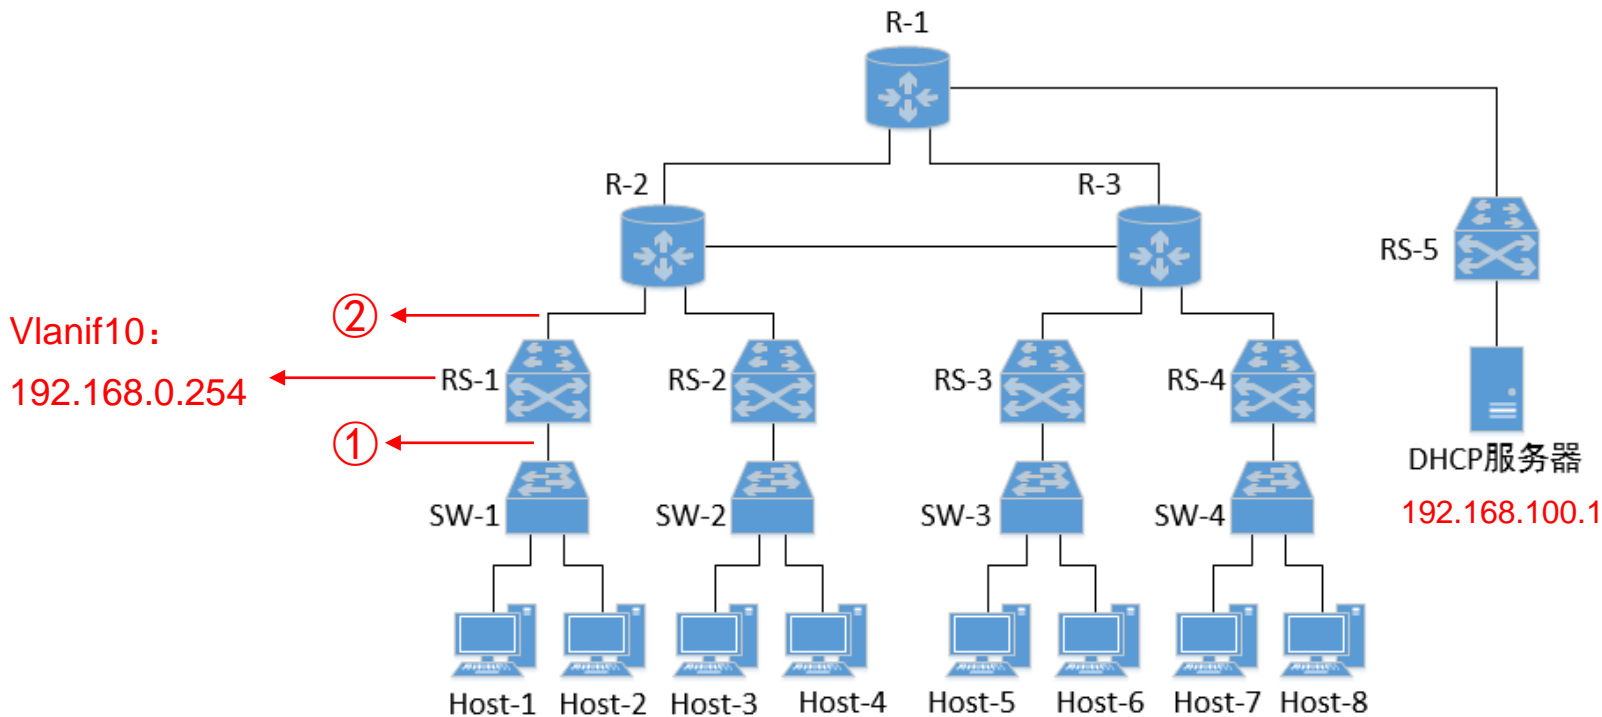 R-1
R-2
R-3
RS-5
②
Vlanif10：
192.168.0.254
RS-1
RS-2
RS-3
RS-4
①
DHCP服务器
192.168.100.1
SW-1
SW-2
SW-3
SW-4
Host-1
Host-2
Host-3
Host-4
Host-5
Host-6
Host-7
Host-8